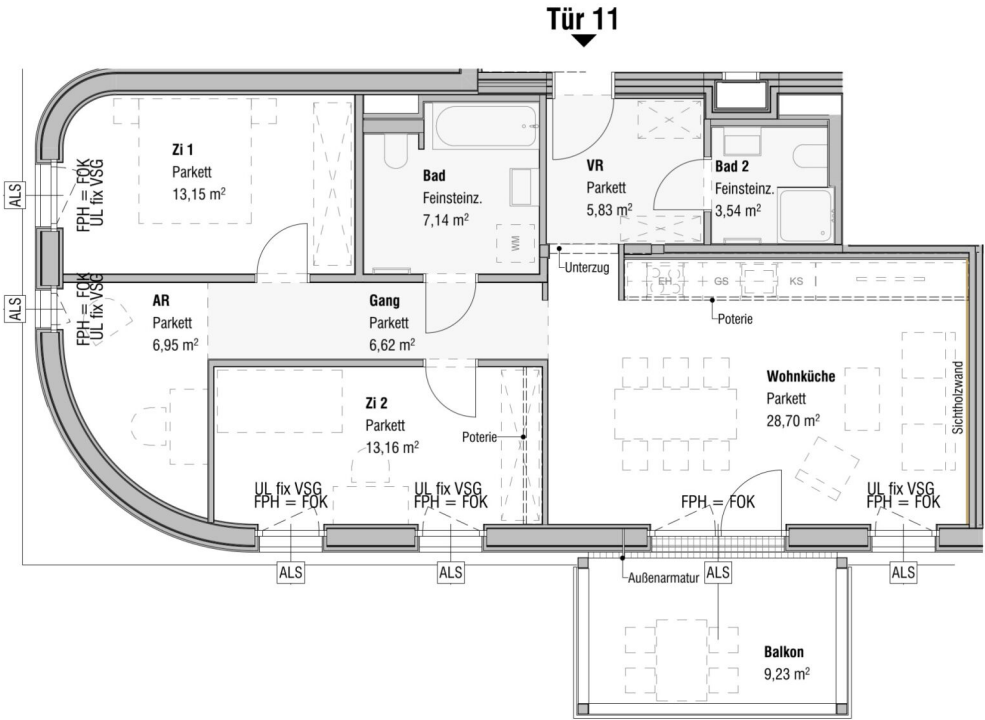 Tür 11
Zi 1
Parkett
13,15 m²
ALS
FPH = FOK
UL fix VSG
Bad
Feinsteinz.
7,14 m²
WM
VR
Parkett
5,83 m²
Bad 2
Feinsteinz.
3,54 m²
Unterzug
EH
GS
KS
Poterie
ALS
FPH = FOK
UL fix VSG
AR
Parkett
6,95 m²
Gang
Parkett
6,62 m²
Zi 2
Parkett
13,16 m²
Poterie
Wohnküche
Parkett
28,70 m²
Sichtholzwand
UL fix VSG
FPH = FOK
UL fix VSG
FPH = FOK
FPH = FOK
UL fix VSG
FPH = FOK
ALS
ALS
Außenarmatur
ALS
ALS
Balkon
9,23 m²